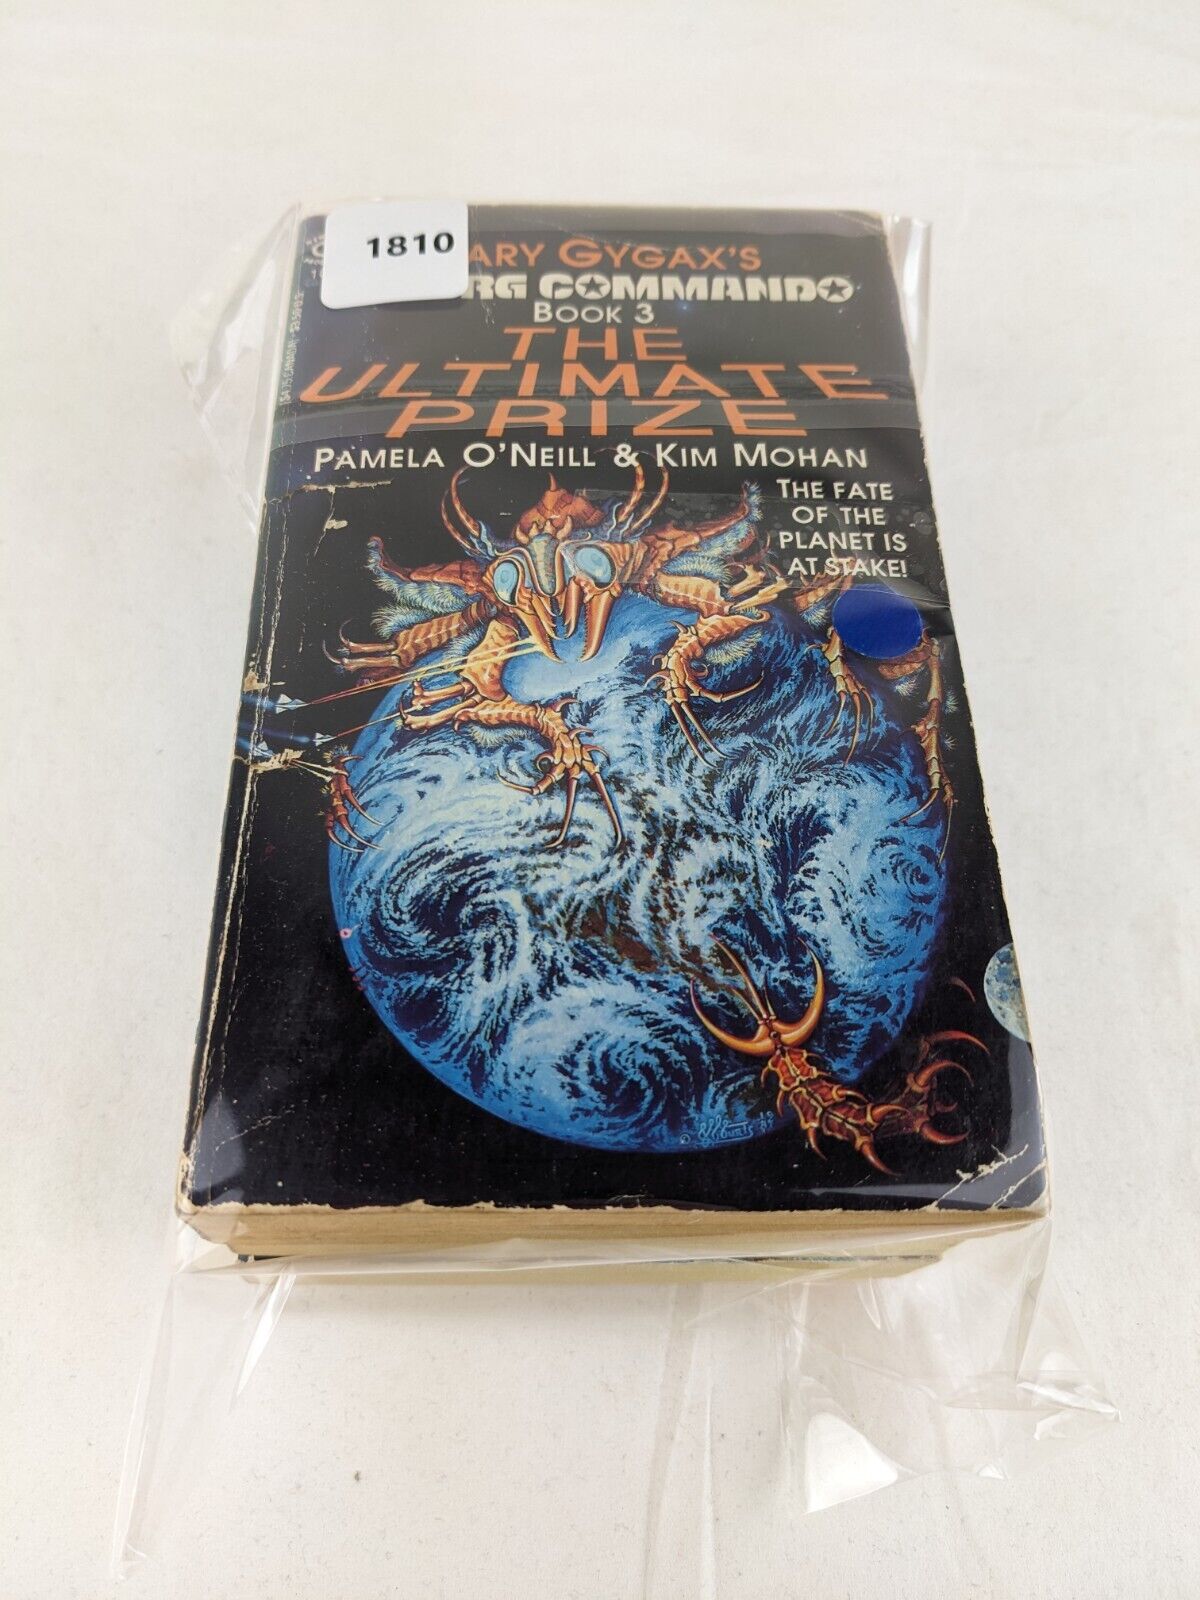 1810
ARY GYGAX'S
RG COMMANDO
BOOK 3
THE
ULTIMATE
PRIZE
PAMELA O'NEILL & KIM MOHAN
THE FATE
OF THE
PLANET IS
AT STAKE!